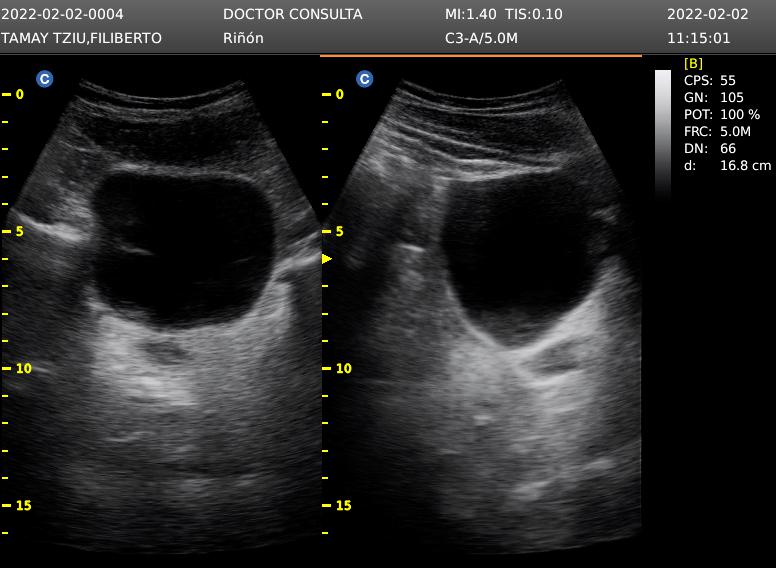 2022-02-02-0004 DOCTOR CONSULTA MI:1.40 TIS:0.10 2022-02-02
TAMAY TZIU,FILIBERTO Riñón C3-A/5.0M 11:15:01
[B]
C C CPS: 55
0 0 GN: 105
POT: 100 %
FRC: 5.0M
DN: 66
d: 16.8 cm
5 5
10 10
15 15